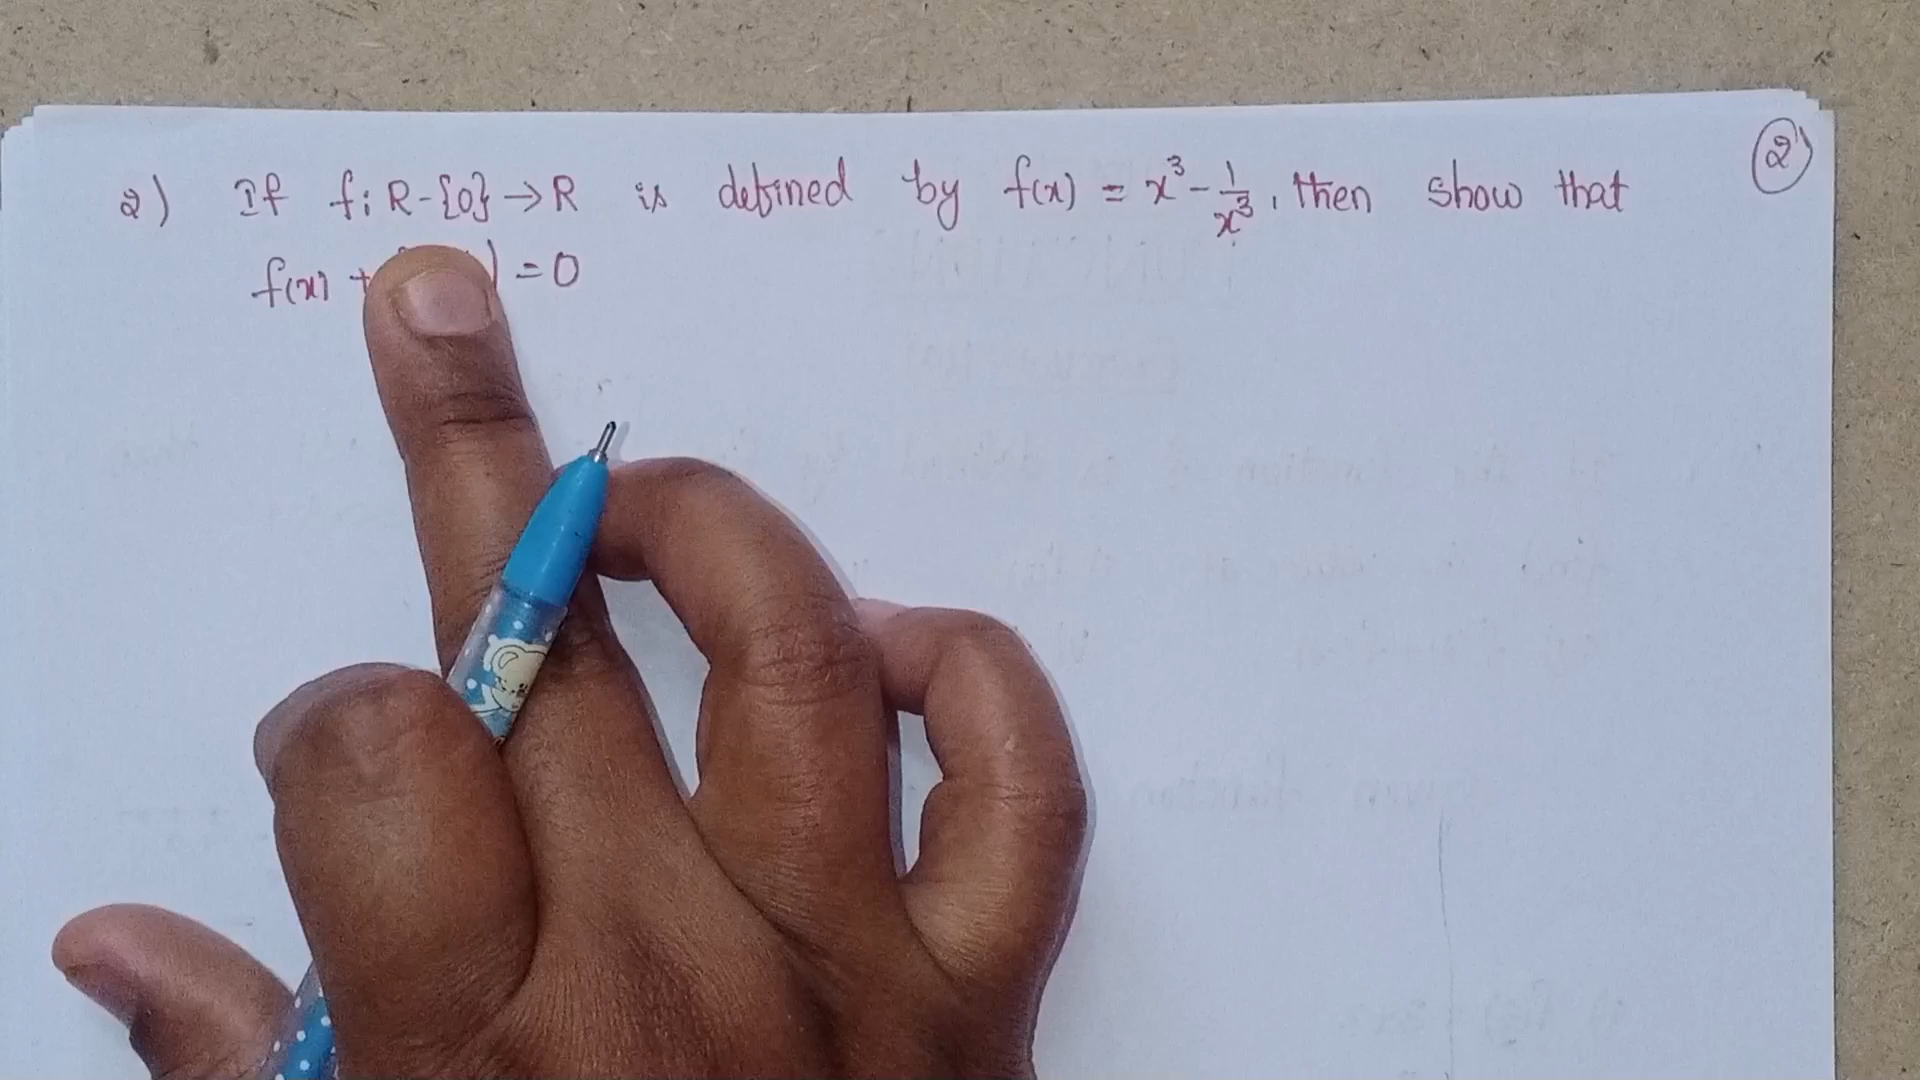 2
2) If f: R-{0} → R is defined by f(x) = x³ - 1/x³, then show that
f(x) + ) = 0